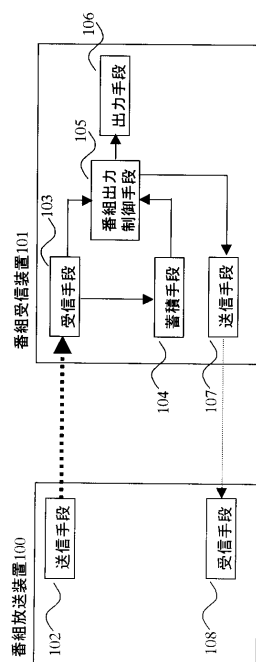 番組放送装置100
送信手段
102
受信手段
108
番組受信装置101
受信手段
103
蓄積手段
104
番組出力
制御手段
105
出力手段
106
送信手段
107